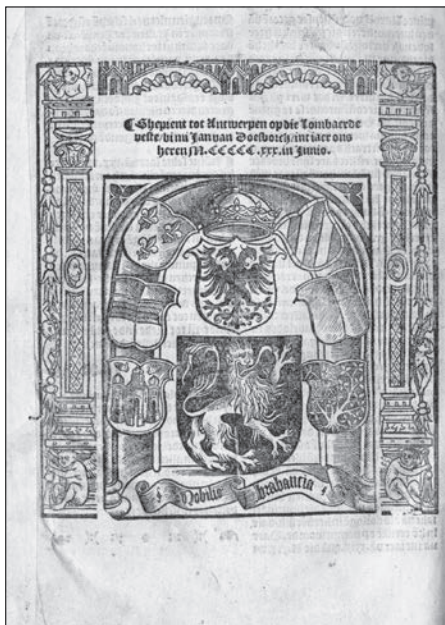 ¶ Gheprent tot Antwerpen op die Lombaerde
veste / bi mi Jan van Doesborch / int iaer ons
heren M.CCCCC.xxx. in Junio.
Nobilis brabancia